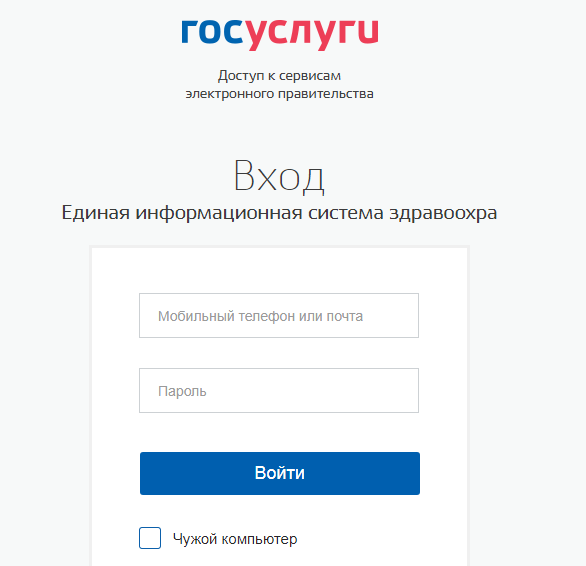 госуслуги
Доступ к сервисам
электронного правительства
Вход
Единая информационная система здравоохра
Мобильный телефон или почта
Пароль
Войти
Чужой компьютер